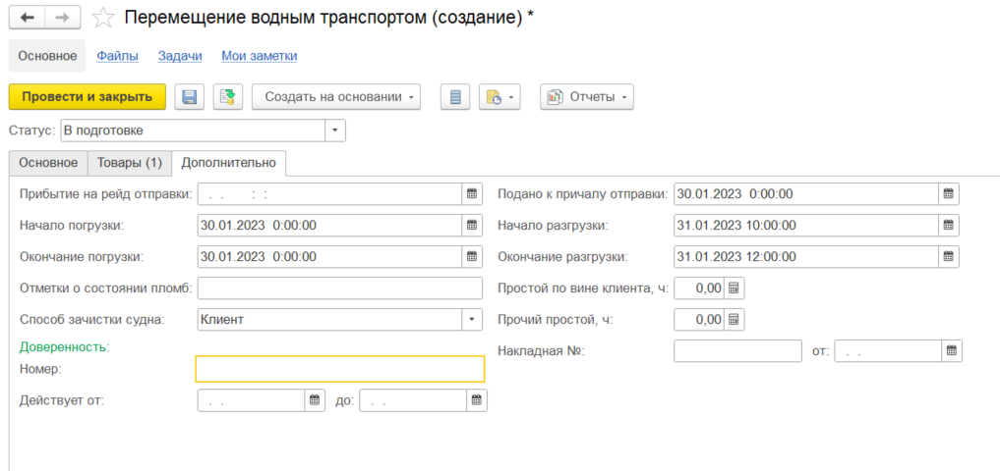 Перемещение водным транспортом (создание) *
Основное Файлы Задачи Мои заметки
Провести и закрыть Создать на основании Отчеты
Статус: В подготовке
Основное Товары (1) Дополнительно
Прибытие на рейд отправки: . . : : Подано к причалу отправки: 30.01.2023 0:00:00
Начало погрузки: 30.01.2023 0:00:00 Начало разгрузки: 31.01.2023 10:00:00
Окончание погрузки: 30.01.2023 0:00:00 Окончание разгрузки: 31.01.2023 12:00:00
Отметки о состоянии пломб: Простой по вине клиента, ч: 0,00
Способ зачистки судна: Клиент Прочий простой, ч: 0,00
Доверенность: Накладная №: от: . .
Номер:
Действует от: . . до: . .